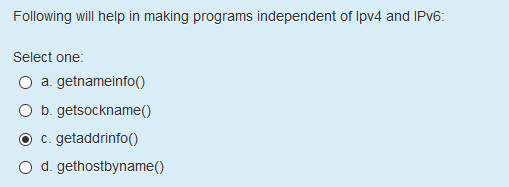 Following will help in making programs independent of Ipv4 and IPv6:
Select one:
a. getnameinfo()
b. getsockname()
c. getaddrinfo()
d. gethostbyname()